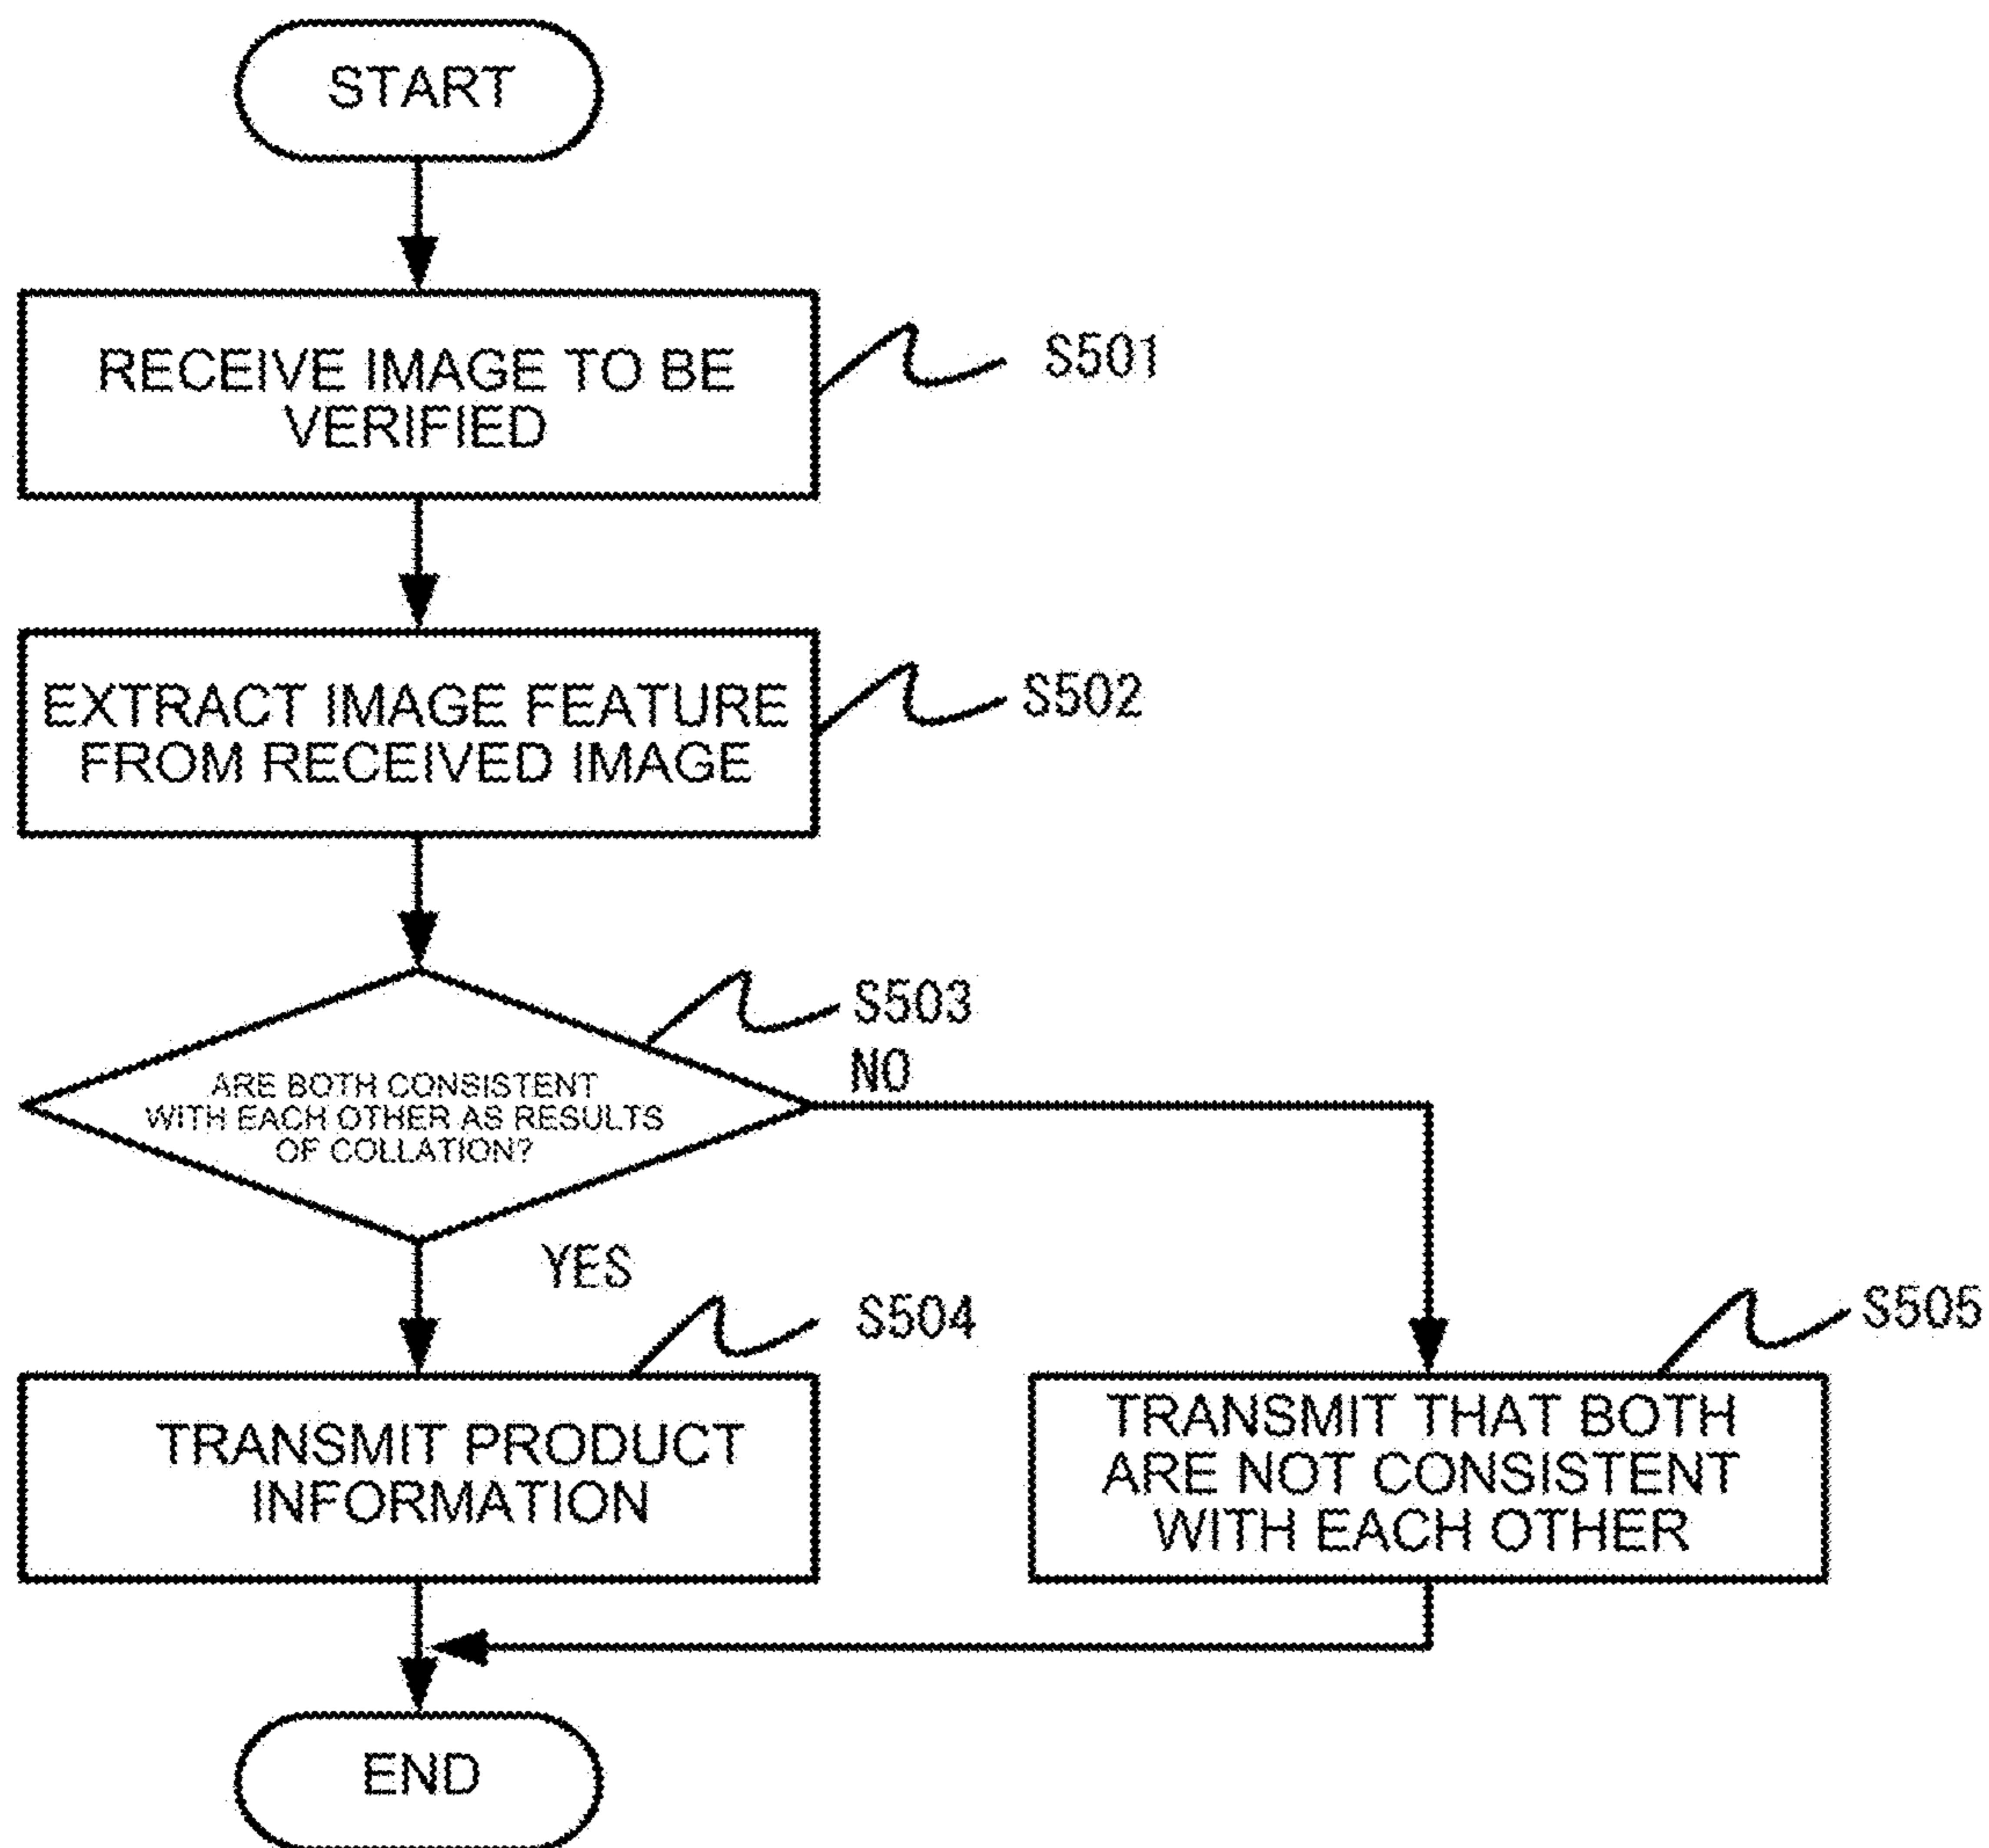 START
RECEIVE IMAGE TO BE
VERIFIED
S501
EXTRACT IMAGE FEATURE
FROM RECEIVED IMAGE
S502
S503
NO
ARE BOTH CONSISTENT
WITH EACH OTHER AS RESULTS
OF COLLATION?
YES
S504
S505
TRANSMIT PRODUCT
INFORMATION
TRANSMIT THAT BOTH
ARE NOT CONSISTENT
WITH EACH OTHER
END